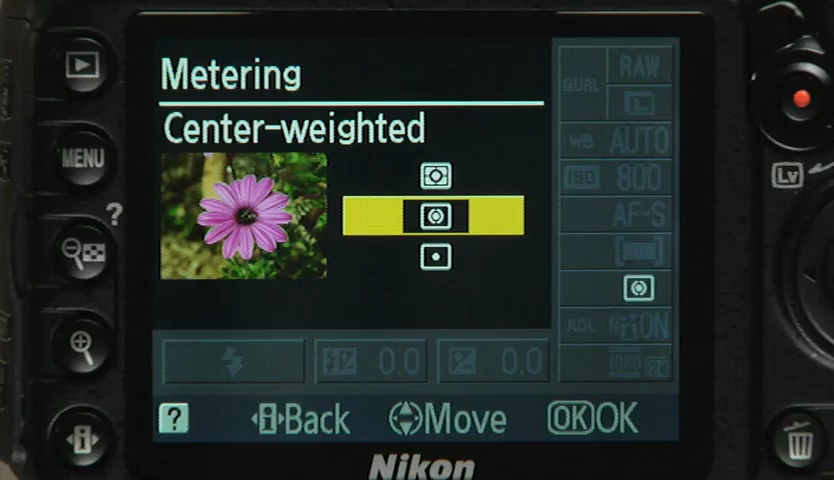 Metering
Center-weighted
QUAL RAW
L
WB AUTO
ISO 800
AF-S
ADL ON
0.0 0.0
MENU
?
Lv
? i Back Move OK OK
Nikon